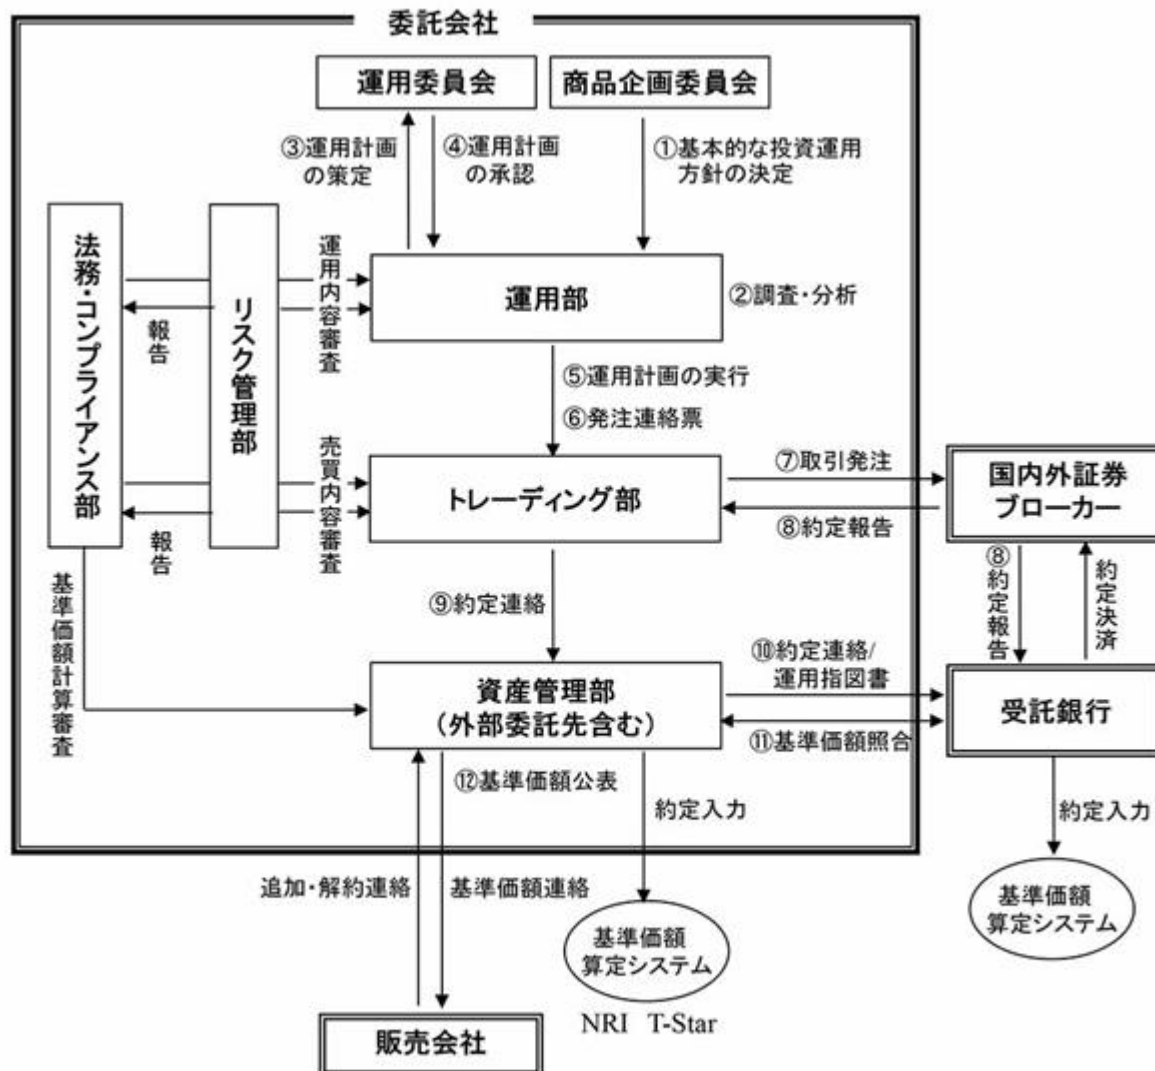 委託会社
運用委員会
商品企画委員会
③運用計画
の策定
④運用計画
の承認
①基本的な投資運用
方針の決定
法務・コンプライアンス部
リスク管理部
運用内容審査
運用部
②調査・分析
報告
⑤運用計画の実行
⑥発注連絡票
売買内容審査
トレーディング部
⑦取引発注
⑧約定報告
国内外証券
ブローカー
報告
⑧約定報告
約定決済
基準価額計算審査
⑨約定連絡
資産管理部
(外部委託先含む)
⑩約定連絡/
運用指図書
⑪基準価額照合
受託銀行
⑫基準価額公表
約定入力
約定入力
追加・解約連絡
基準価額連絡
基準価額
算定システム
基準価額
算定システム
NRI T-Star
販売会社